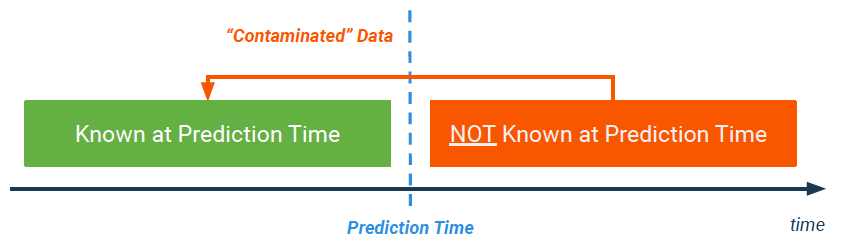 “Contaminated” Data
Known at Prediction Time
NOT Known at Prediction Time
Prediction Time
time